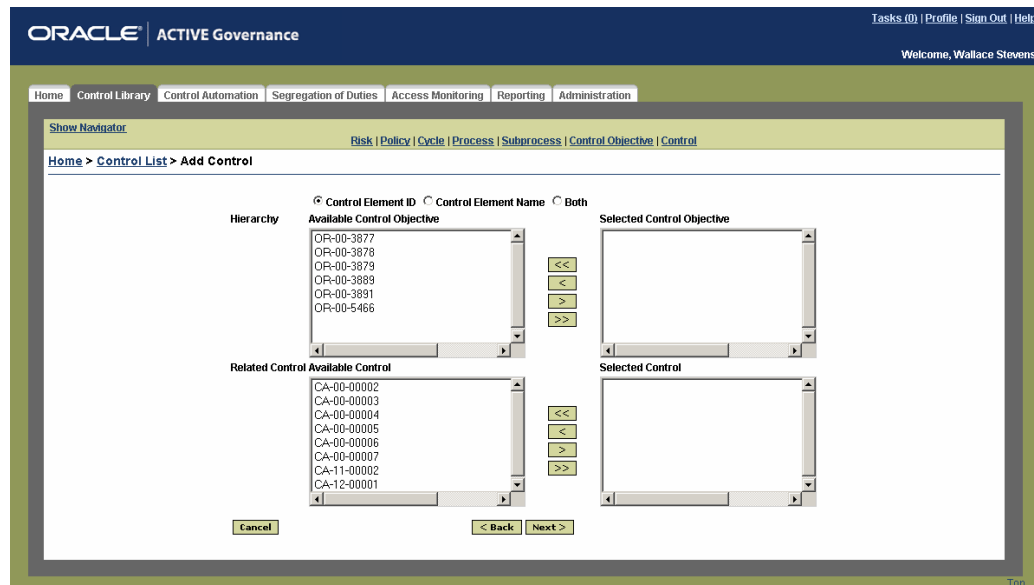 Tasks (0) | Profile | Sign Out | Help
ORACLE | ACTIVE Governance
Welcome, Wallace Stevens
Home Control Library Control Automation Segregation of Duties Access Monitoring Reporting Administration
Show Navigator
Risk | Policy | Cycle | Process | Subprocess | Control Objective | Control
Home > Control List > Add Control
Control Element ID Control Element Name Both
Hierarchy Available Control Objective Selected Control Objective
OR-00-3877
OR-00-3878
OR-00-3879
OR-00-3889
OR-00-3891
OR-00-5466
<<
<
>
>>
Related Control Available Control Selected Control
CA-00-00002
CA-00-00003
CA-00-00004
CA-00-00005
CA-00-00006
CA-00-00007
CA-11-00002
CA-12-00001
<<
<
>
>>
Cancel < Back Next >
Top